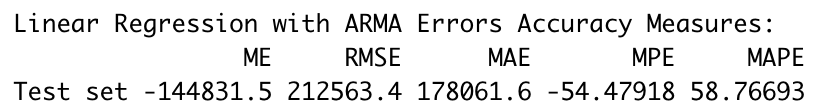 Linear Regression with ARMA Errors Accuracy Measures:
ME RMSE MAE MPE MAPE
Test set -144831.5 212563.4 178061.6 -54.47918 58.76693